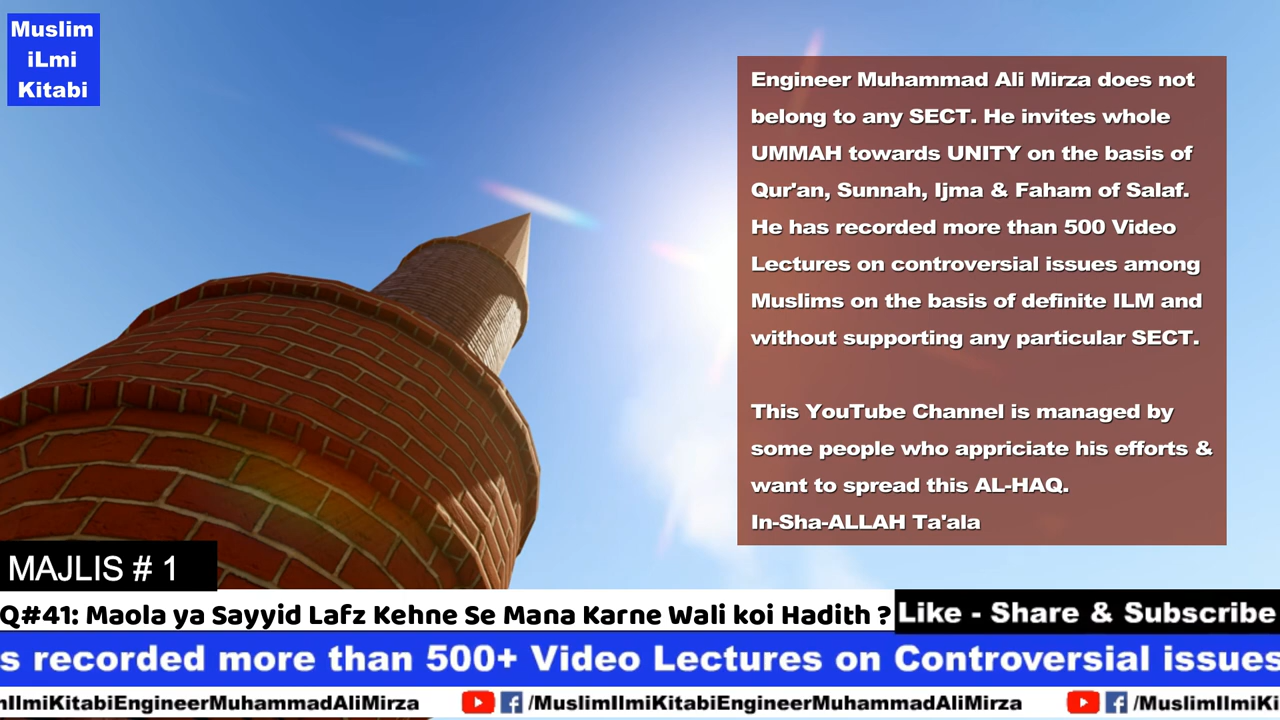 Muslim
iLmi
Kitabi
Engineer Muhammad Ali Mirza does not
belong to any SECT. He invites whole
UMMAH towards UNITY on the basis of
Qur'an, Sunnah, Ijma & Faham of Salaf.
He has recorded more than 500 Video
Lectures on controversial issues among
Muslims on the basis of definite ILM and
without supporting any particular SECT.
This YouTube Channel is managed by
some people who appriciate his efforts &
want to spread this AL-HAQ.
In-Sha-ALLAH Ta'ala
MAJLIS # 1
Q#41: Maola ya Sayyid Lafz Kehne Se Mana Karne Wali koi Hadith ?
Like - Share & Subscribe
s recorded more than 500+ Video Lectures on Controversial issues
mIlmiKitabiEngineerMuhammadAliMirza /MuslimIlmiKitabiEngineerMuhammadAliMirza /MuslimIlmiKi